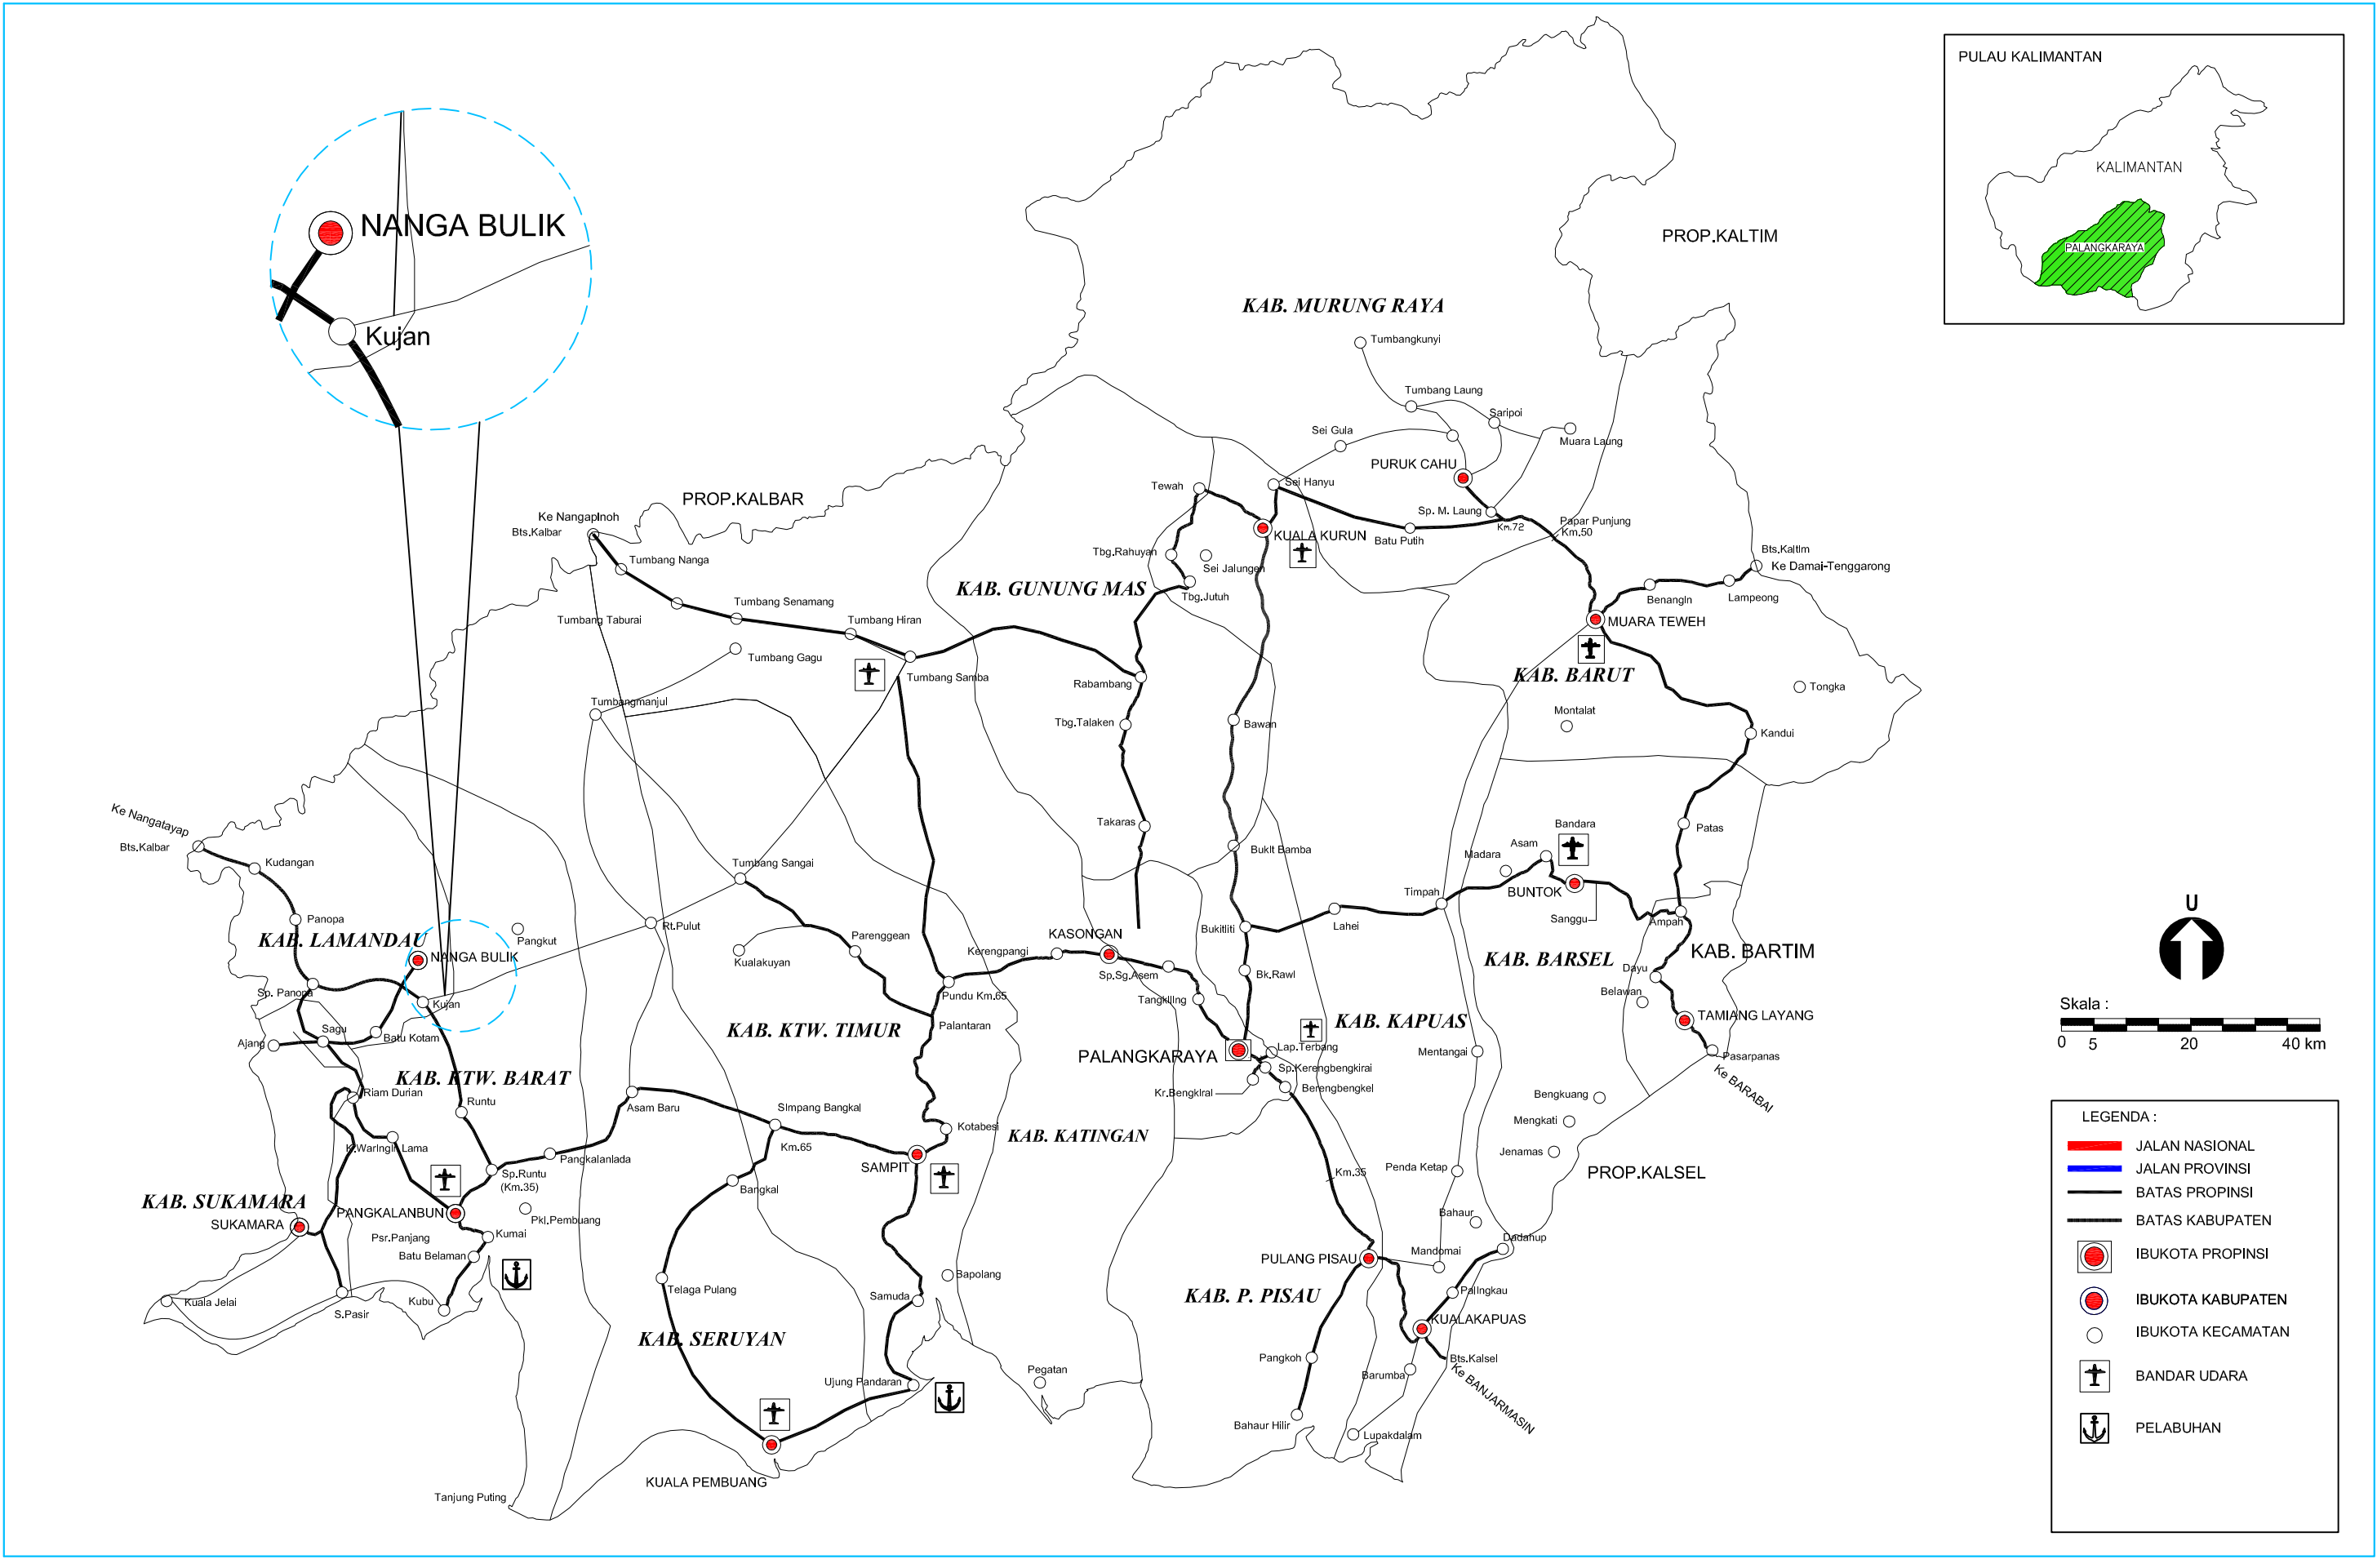 PULAU KALIMANTAN
KALIMANTAN
PALANGKARAYA
NANGA BULIK
Kujan
PROP.KALTIM
KAB. MURUNG RAYA
Tumbangkunyi
Tumbang Laung
Saripoi
Sei Gula
Muara Laung
PURUK CAHU
Sei Hanyu
Tewah
PROP.KALBAR
Sp. M. Laung
Km.72
Papar Punjung
Km.50
Ke NangapInoh
Bts.Kalbar
KUALA KURUN
Batu Putih
Tbg.Rahuyan
Sei Jalungen
Bts.KaltIm
Ke Damai-Tenggarong
Tumbang Nanga
KAB. GUNUNG MAS
Tbg.Jutuh
BenangIn
Lampeong
Tumbang Senamang
Tumbang Taburai
Tumbang Hiran
MUARA TEWEH
Tumbang Gagu
Tumbang Samba
KAB. BARUT
Rabambang
Tongka
Tumbangmanjul
Tbg.Talaken
Bawan
Montalat
Kandui
Ke Nangatayap
Bts.Kalbar
Takaras
Bandara
Patas
Kudangan
Tumbang Sangai
BukIt Bamba
Asam
Madara
BUNTOK
Timpah
Sanggu
Ampah
Panopa
Rt.Pulut
KAB. LAMANDAU
Pangkut
NANGA BULIK
Kualakuyan
Parenggean
Kerengpangi
KASONGAN
Bukitliti
Lahei
KAB. BARSEL
KAB. BARTIM
Sp. Panopa
Kujan
Pundu Km.65
Sp.Sg.Asem
Bk.RawI
Dayu
Belawan
TangkIIIng
Sagu
Ajang
Batu Kotam
KAB. KTW. TIMUR
Palantaran
KAB. KAPUAS
TAMIANG LAYANG
PALANGKARAYA
Lap.Terbang
Mentangai
Pasarpanas
Sp.Kerengbengkirai
Ke BARABAI
KAB. KTW. BARAT
RIam Durian
Runtu
Asam Baru
SImpang BangkaI
Kr.BengkIraI
Berengbengkel
Bengkuang
Mengkati
Kotabesi
KAB. KATINGAN
Jenamas
K.WarIngIn Lama
Km.65
Pangkalanlada
SAMPIT
Sp.Runtu
(Km.35)
Km.35
Penda Ketap
PROP.KALSEL
Bangkal
KAB. SUKAMARA
SUKAMARA
PANGKALANBUN
Pkl.Pembuang
Bahaur
Psr.Panjang
Kumai
Batu Belaman
Dadahup
PULANG PISAU
Mandomai
Bapolang
Telaga Pulang
Samuda
KAB. P. PISAU
PalIngkau
Kuala Jelai
S.Pasir
Kubu
KUALAKAPUAS
KAB. SERUYAN
Pangkoh
Bts.Kalsel
Ke BANJARMASIN
Barumba
Pegatan
Ujung Pandaran
Bahaur Hilir
Lupakdalam
KUALA PEMBUANG
Tanjung Puting
U
Skala :
0 5 20 40 km
LEGENDA :
JALAN NASIONAL
JALAN PROVINSI
BATAS PROPINSI
BATAS KABUPATEN
IBUKOTA PROPINSI
IBUKOTA KABUPATEN
IBUKOTA KECAMATAN
BANDAR UDARA
PELABUHAN